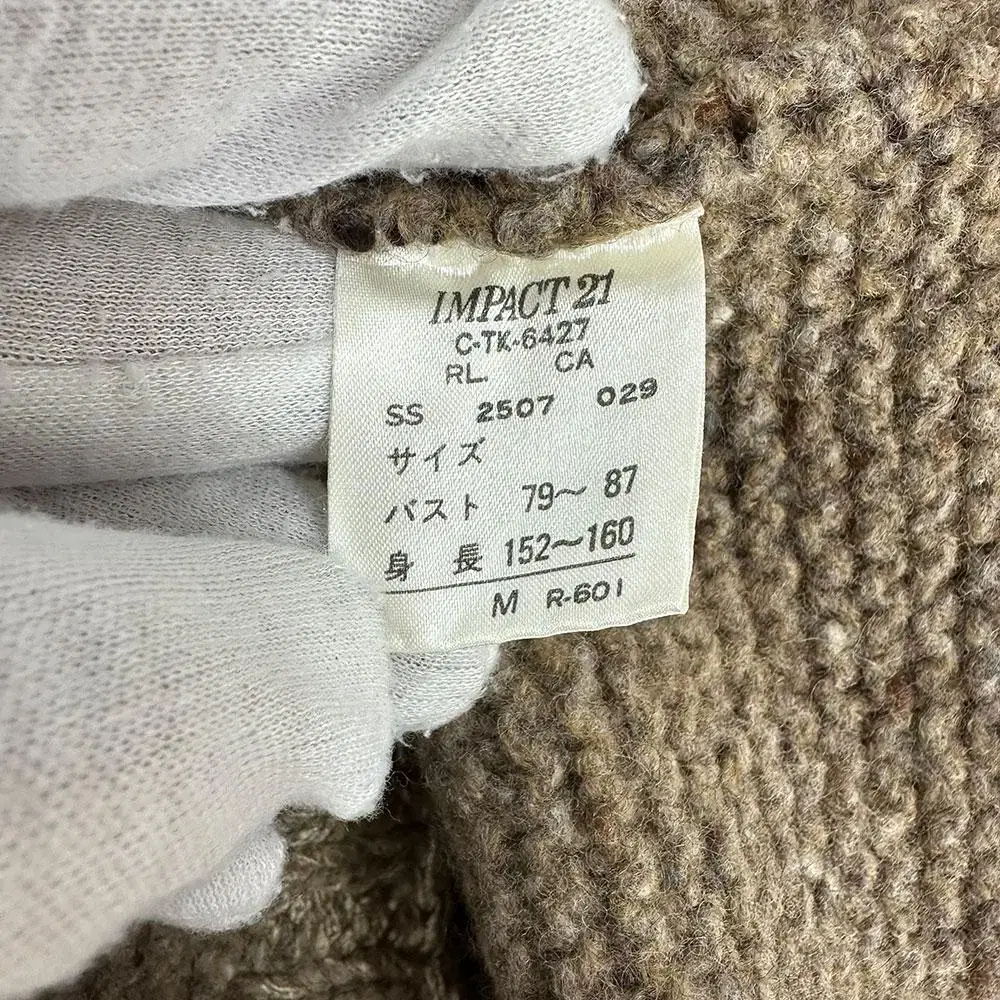 IMPACT 21
C-TK-6427
RL. CA
SS 2507 029
サイズ
バスト 79～87
身長 152～160
M R-601